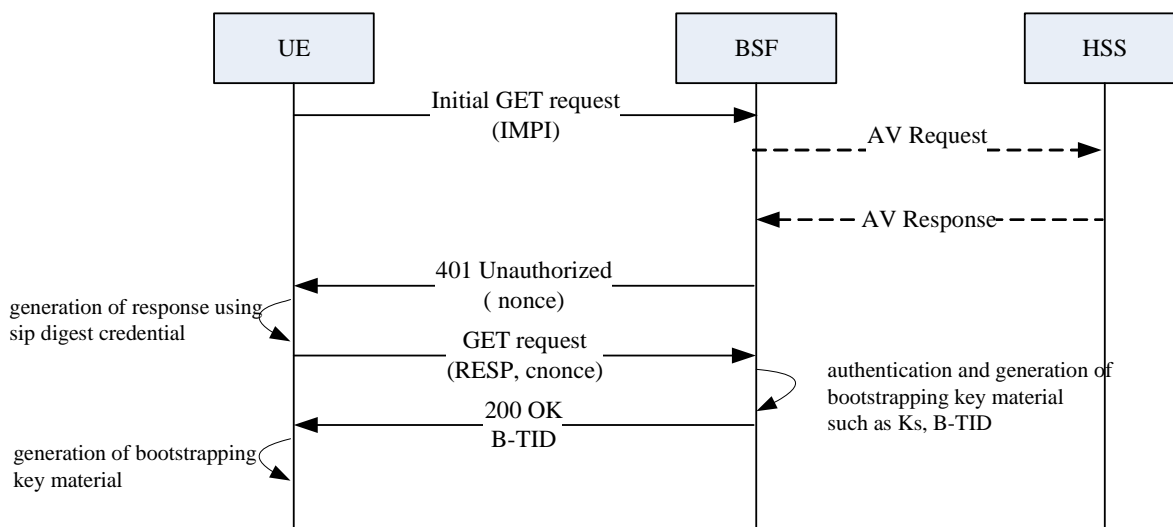 UE
BSF
HSS
Initial GET request
(IMPI)
AV Request
AV Response
401 Unauthorized
( nonce)
generation of response using
sip digest credential
GET request
(RESP, cnonce)
authentication and generation of
bootstrapping key material
such as Ks, B-TID
200 OK
B-TID
generation of bootstrapping
key material